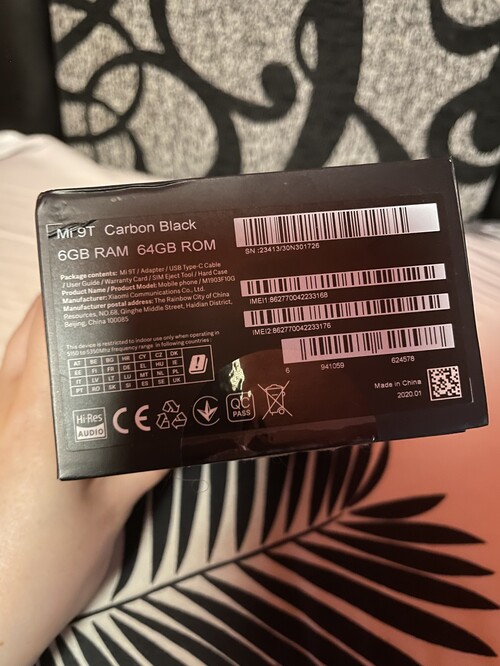 Mi 9T Carbon Black
6GB RAM 64GB ROM
Package contents: Mi 9T / Adapter / USB Type-C Cable
/ User Guide / Warranty Card / SIM Eject Tool / Hard Case
Product Name / Product Model: Mobile phone / M1903F10G
Manufacturer: Xiaomi Communications Co., Ltd.
Manufacturer postal address: The Rainbow City of China
Resources, NO.68, Qinghe Middle Street, Haidian District,
Beijing, China 100085
This device is restricted to indoor use only when operating in
5150 to 5350Mhz frequency range in following countries :
AT BE BG HR CY CZ DK
EE FI FR DE EL HU IE
IT LV LT LU MT NL PL
PT RO SK SI ES SE UK
Hi-Res
AUDIO
CE
QC
PASS
SN :23413/30N301726
IMEI1:862770042233168
IMEI2:862770042233176
6 941059 624578
Made in China
2020.01